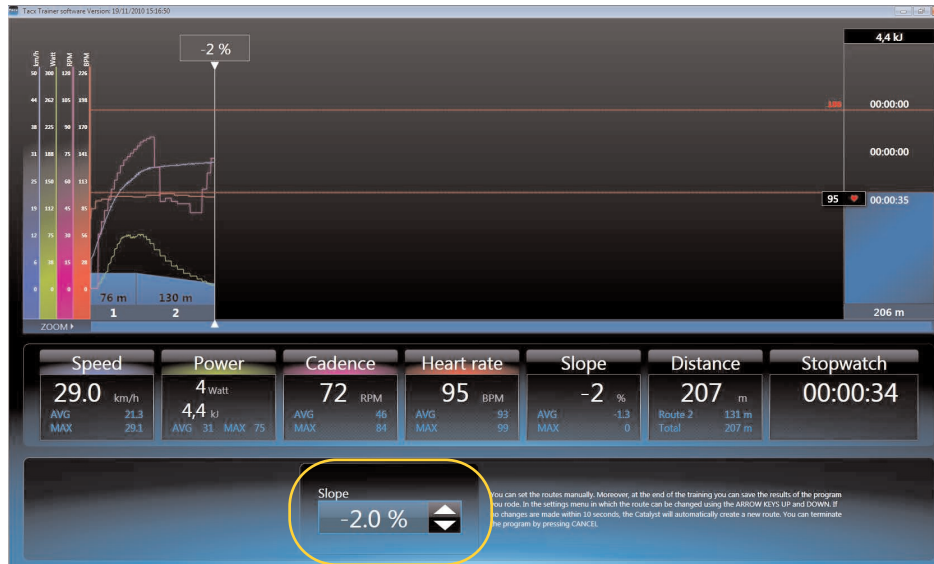 Tacx Trainer software Version: 19/11/2010 15:16:50
-2 %
4,4 kJ
km/h Watt RPM BPM
50 300 120 226
44 262 105 198
38 225 90 170
31 188 75 141
25 150 60 113
19 112 45 85
12 75 30 56
6 38 15 28
0 0 0 0
188
00:00:00
00:00:00
95
00:00:35
76 m 130 m
1 2
206 m
ZOOM
Speed Power Cadence Heart rate Slope Distance Stopwatch
29.0 km/h
AVG 21.3
MAX 29.1
4 Watt
4,4 kJ
AVG 31 MAX 75
72 RPM
AVG 46
MAX 84
95 BPM
AVG 93
MAX 99
-2 %
AVG -1.3
MAX 0
207 m
Route 2 131 m
Total 207 m
00:00:34
Slope
-2.0 %
You can set the routes manually. Moreover, at the end of the training you can save the results of the program
you rode. In the settings menu in which the route can be changed using the ARROW KEYS UP and DOWN. If
no changes are made within 10 seconds, the Catalyst will automatically create a new route. You can terminate
the program by pressing CANCEL